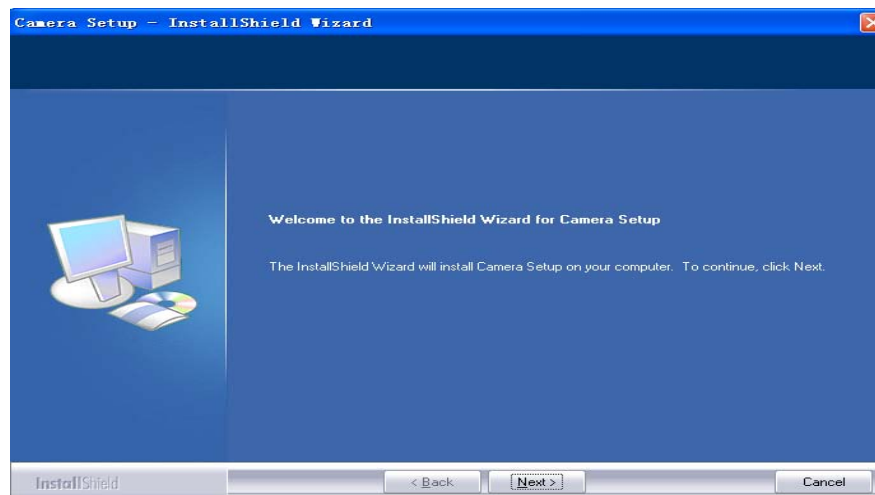 Camera Setup - InstallShield Wizard
Welcome to the InstallShield Wizard for Camera Setup
The InstallShield Wizard will install Camera Setup on your computer. To continue, click Next.
InstallShield
< Back
Next >
Cancel